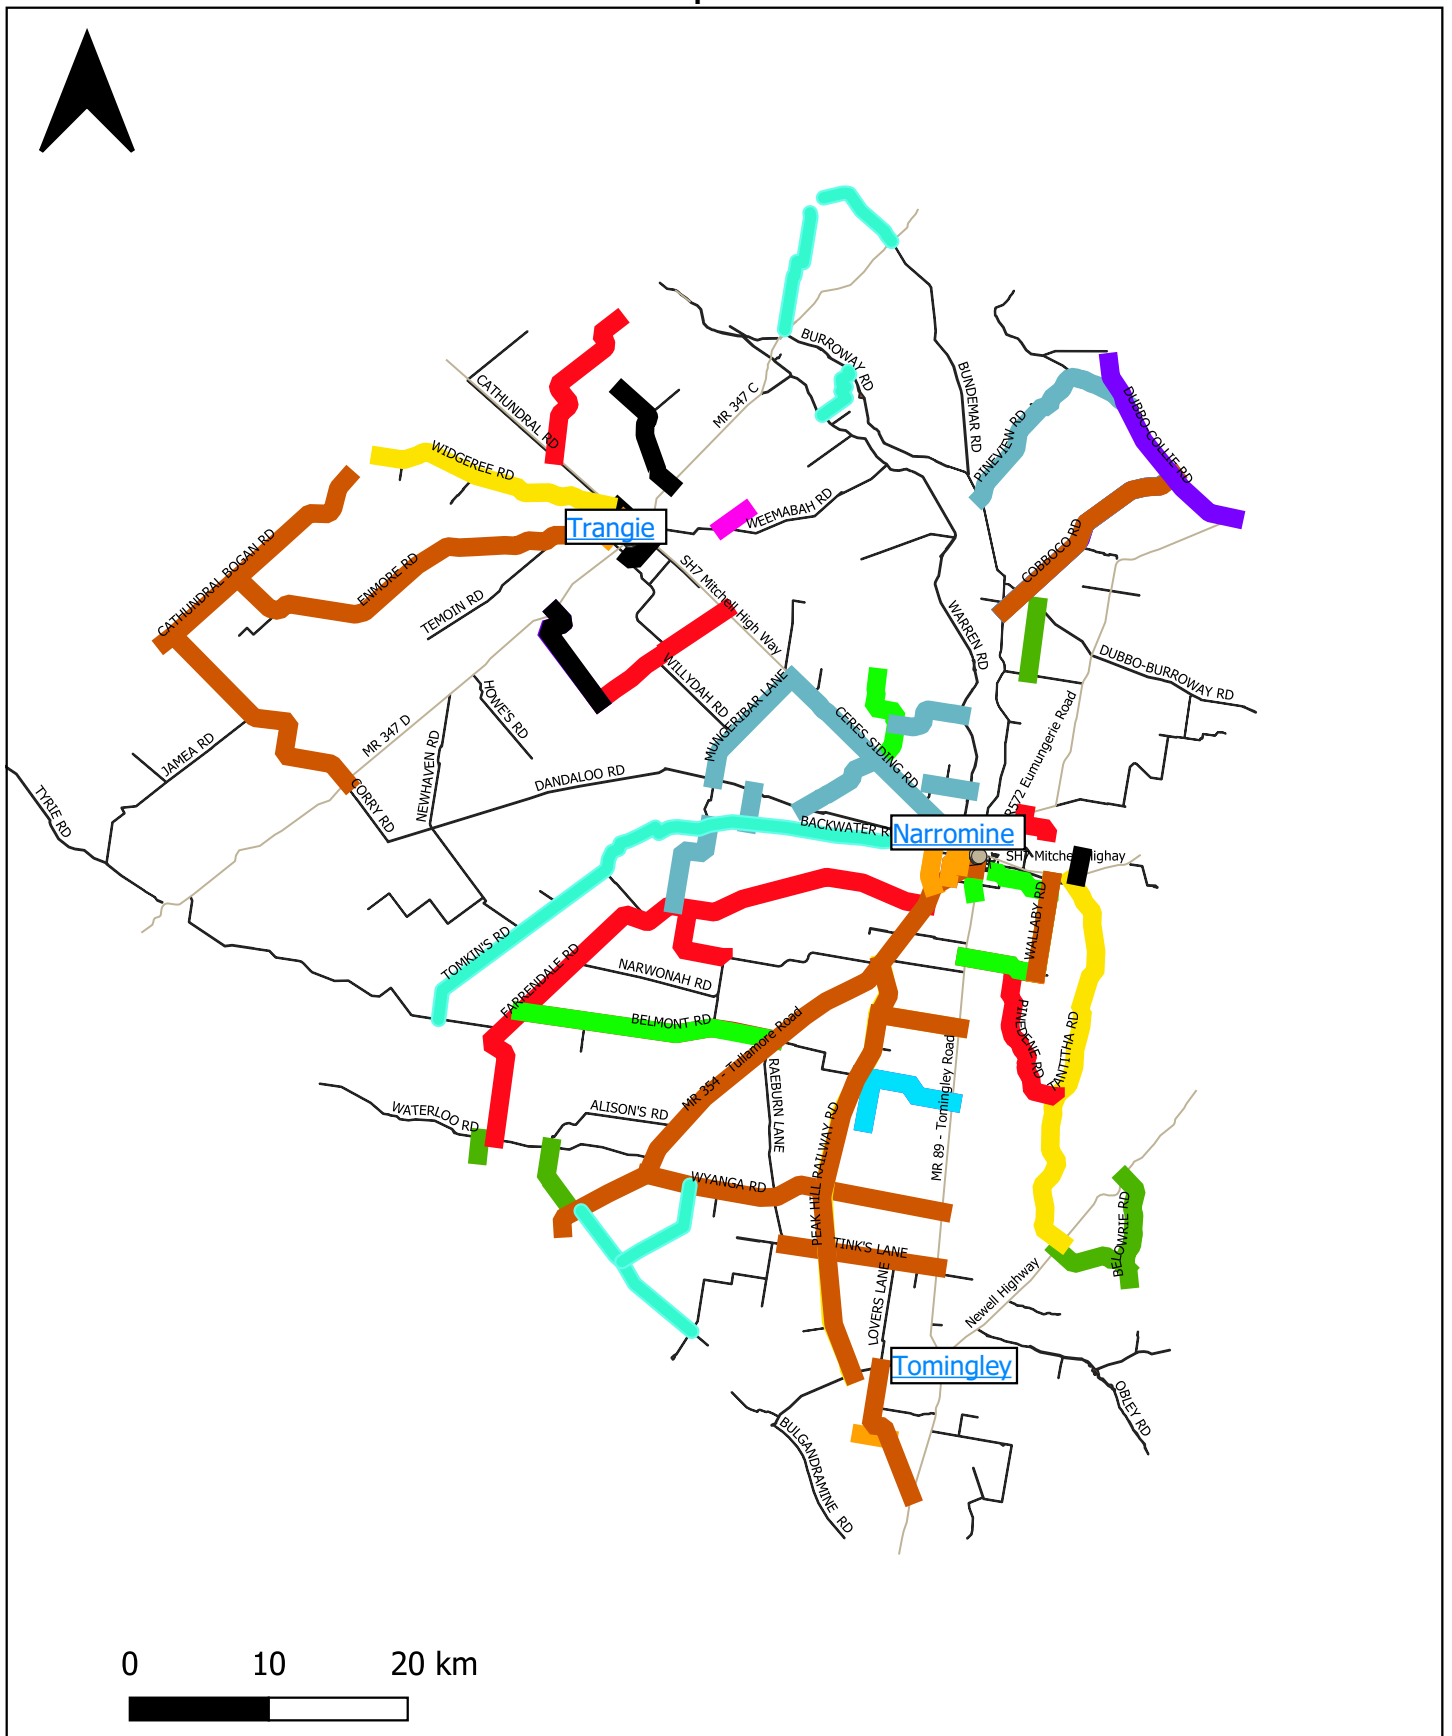 BURROWAY RD
BUNDEMAR RD
CATHUNDRAL RD
MR 347 C
DUBBO-COLLIE RD
PINEVIEW RD
WIDGEREE RD
WEEMABAH RD
Trangie
COBBOCO RD
CATHUNDRAL BOGAN RD
ENMORE RD
TEMOIN RD
SH7 Mitchell High Way
WARREN RD
DUBBO-BURROWAY RD
WILLYDAH RD
HOWE'S RD
MUNGERIBAR LANE
CERES SIDING RD
MR 347 D
JAMEA RD
NEWHAVEN RD
DANDALOO RD
R572 Eumungerie Road
TYRIE RD
CORRY RD
BACKWATER R
Narromine
SH7 Mitchell Highay
WALLABY RD
TOMKIN'S RD
FARRENDALE RD
NARWONAH RD
BELMONT RD
MR 354 - Tullamore Road
PINEDENE RD
TANTITHA RD
MR 89 - Tomingley Road
RAEBURN LANE
WATERLOO RD
ALISON'S RD
PEAK HILL RAILWAY RD
WYANGA RD
BELOWRIE RD
TINK'S LANE
LOVERS LANE
Newell Highway
Tomingley
OBLEY RD
BULGANDRAMINE RD
0 10 20 km